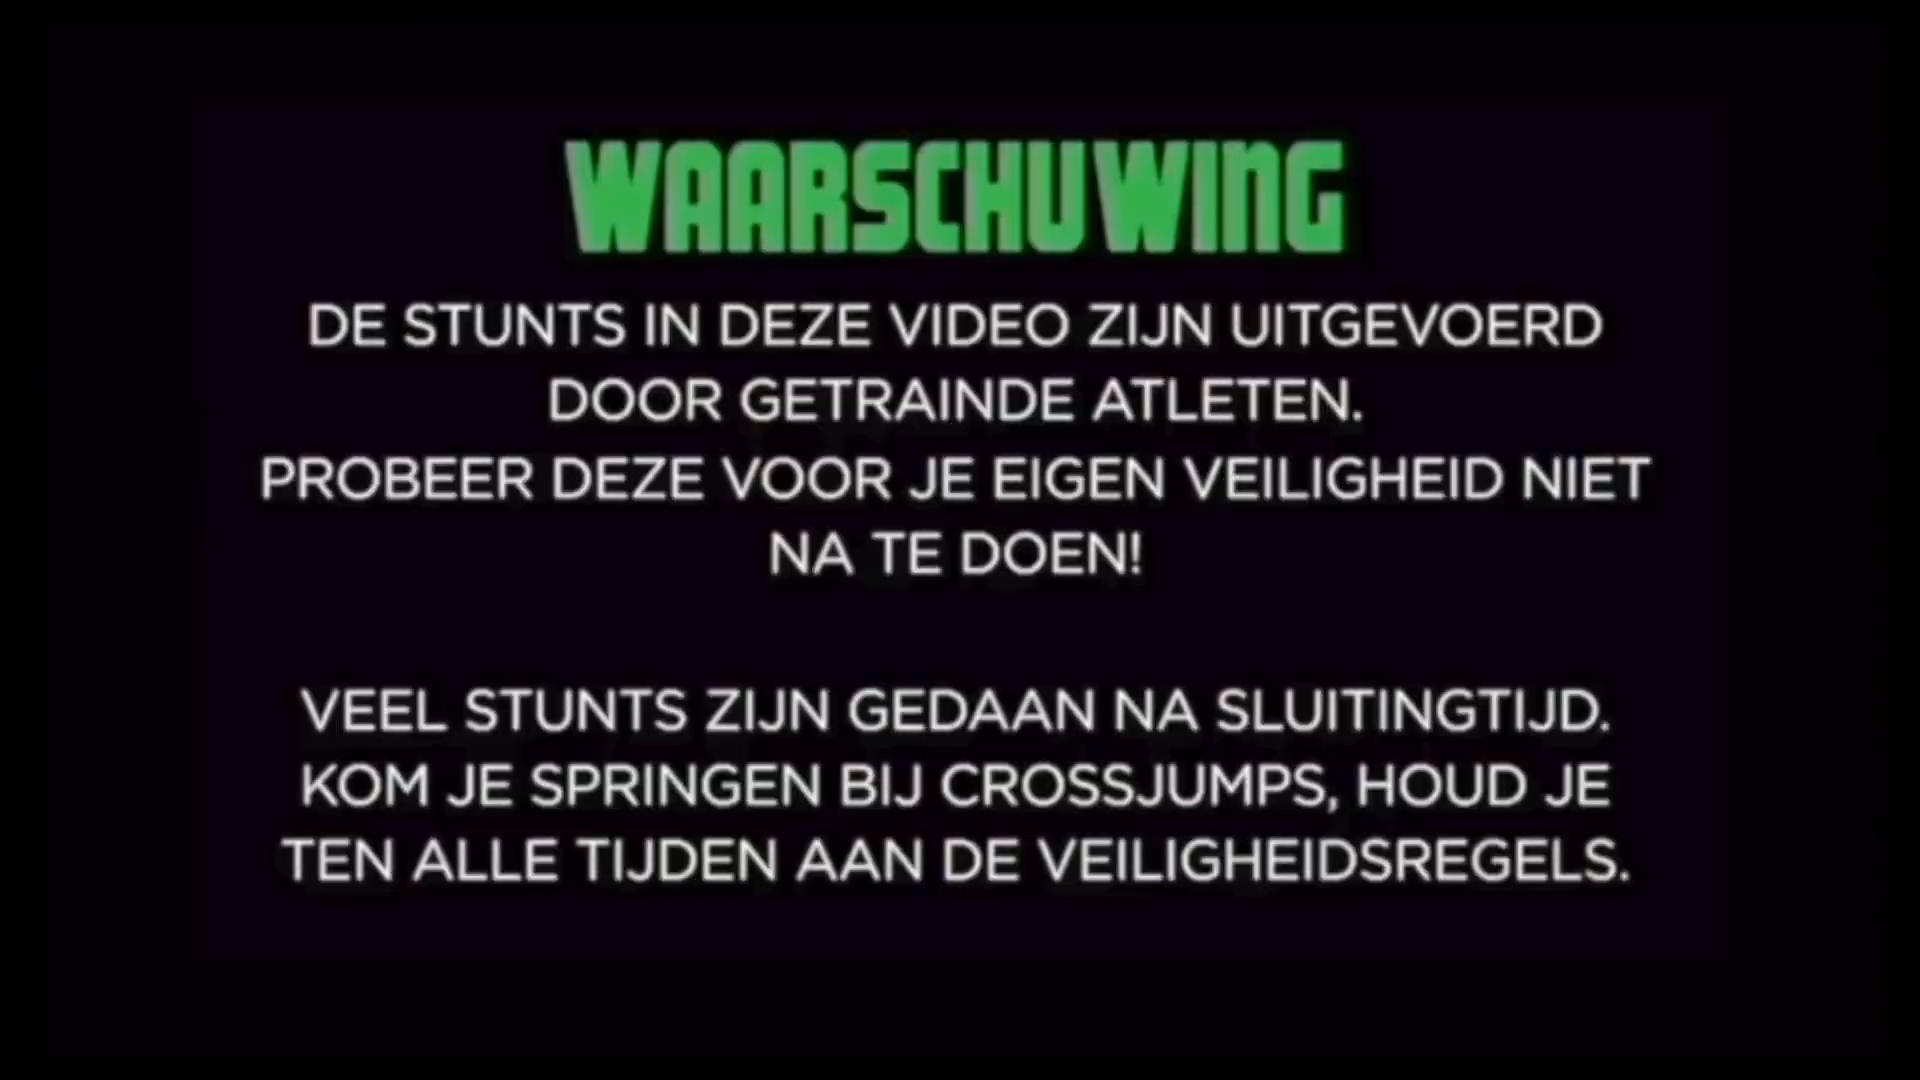 WAARSCHUWING
DE STUNTS IN DEZE VIDEO ZIJN UITGEVOERD
DOOR GETRAINDE ATLETEN.
PROBEER DEZE VOOR JE EIGEN VEILIGHEID NIET
NA TE DOEN!
VEEL STUNTS ZIJN GEDAAN NA SLUITINGTIJD.
KOM JE SPRINGEN BIJ CROSSJUMPS, HOUD JE
TEN ALLE TIJDEN AAN DE VEILIGHEIDSREGELS.